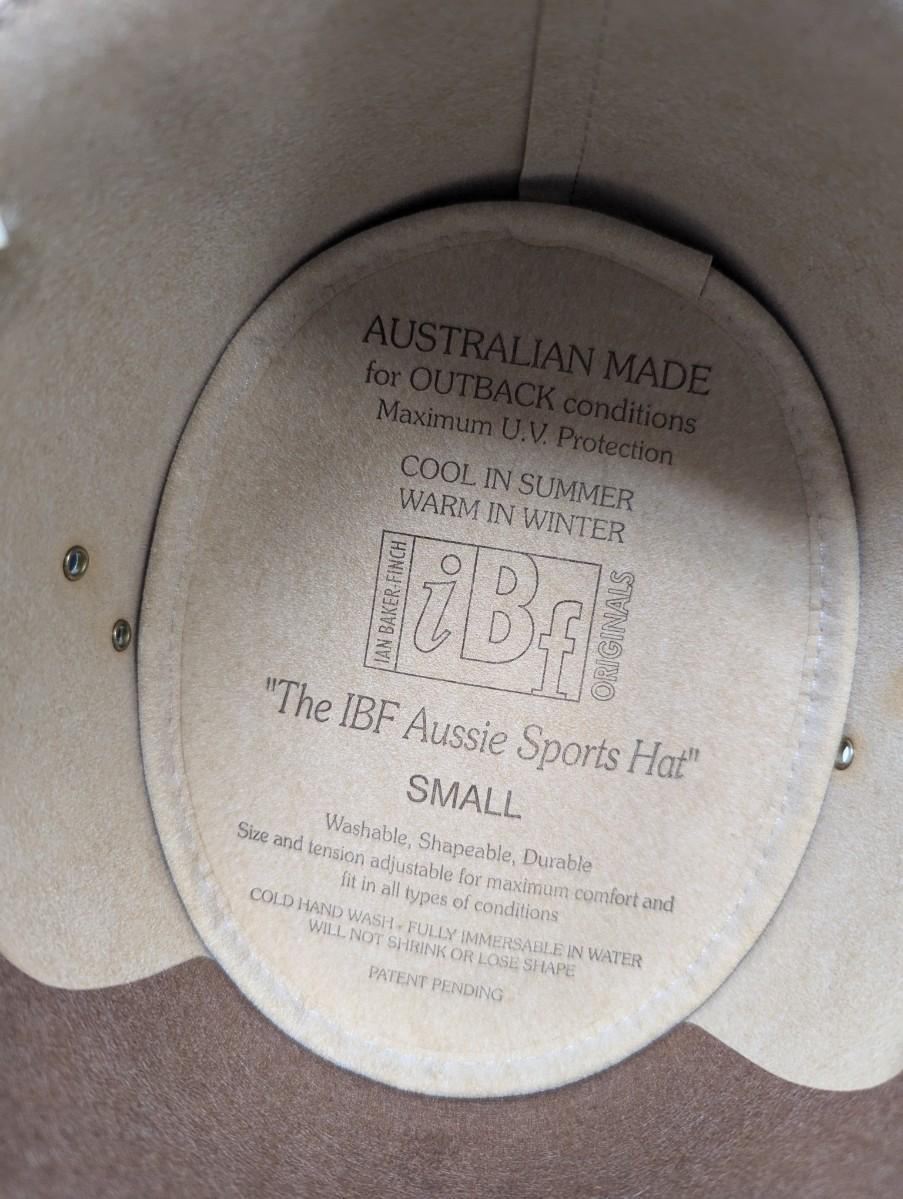 AUSTRALIAN MADE
for OUTBACK conditions
Maximum U.V. Protection
COOL IN SUMMER
WARM IN WINTER
IAN BAKER-FINCH
iBf
ORIGINALS
"The IBF Aussie Sports Hat"
SMALL
Washable, Shapeable, Durable
Size and tension adjustable for maximum comfort and
fit in all types of conditions
COLD HAND WASH - FULLY IMMERSABLE IN WATER
WILL NOT SHRINK OR LOSE SHAPE
PATENT PENDING